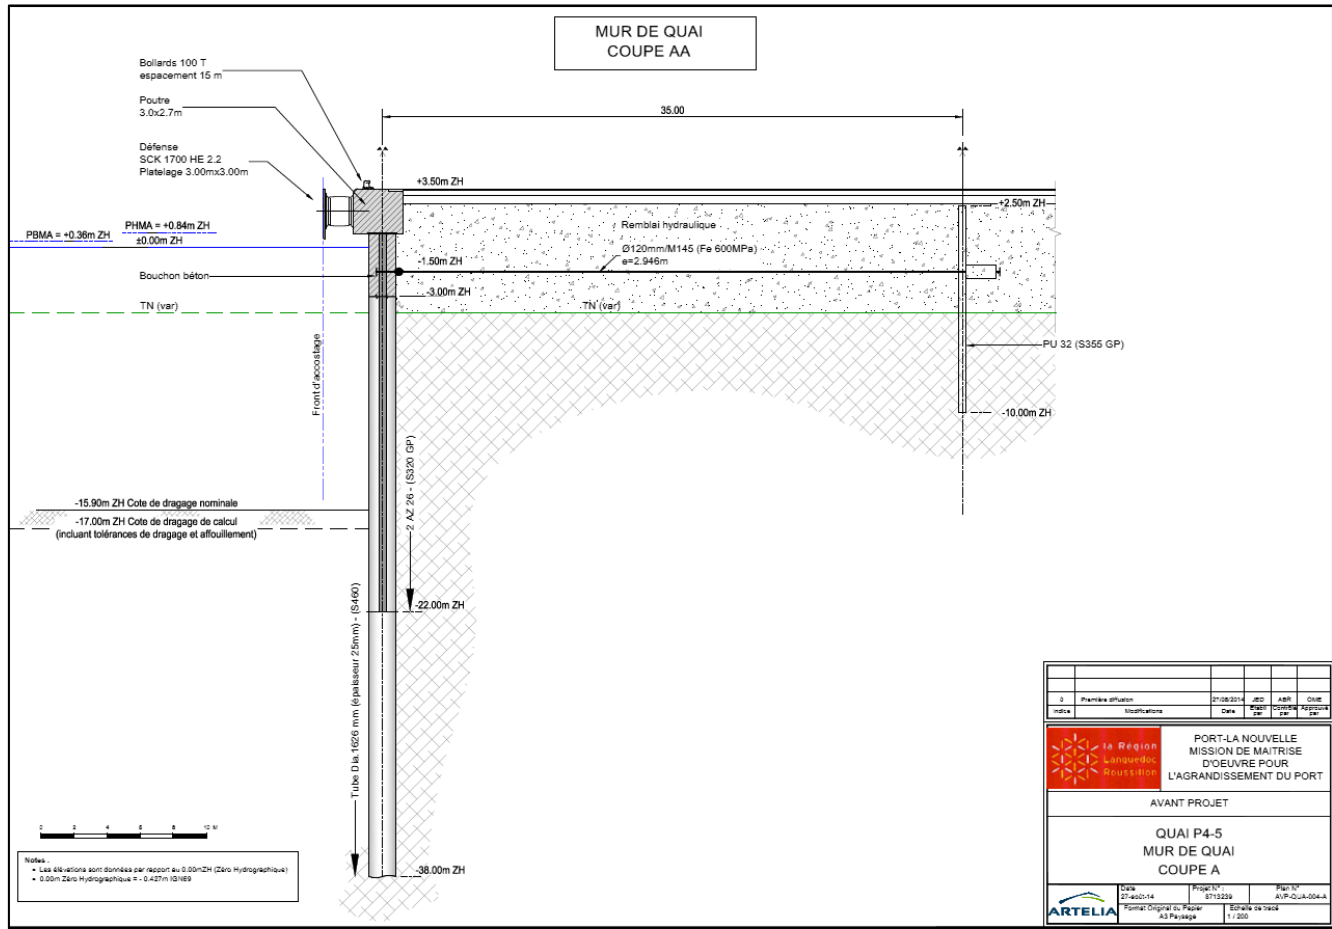 MUR DE QUAI
COUPE AA
Bollards 100 T
espacement 15 m
Poutre
3.0x2.7m
Défense
SCK 1700 HE 2.2
Platelage 3.00mx3.00m
35.00
+3.50m ZH
+2.50m ZH
PHMA = +0.84m ZH
PBMA = +0.36m ZH
±0.00m ZH
Remblai hydraulique
Ø120mm/M145 (Fe 600MPa)
e=2.946m
-1.50m ZH
Bouchon béton
-3.00m ZH
TN (var)
TN (var)
PU 32 (S355 GP)
Front d'accostage
-10.00m ZH
2 AZ 26 - (S320 GP)
-15.90m ZH Cote de dragage nominale
-17.00m ZH Cote de dragage de calcul
(incluant tolérances de dragage et affouillement)
-22.00m ZH
Tube Dia.1626 mm (épaisseur 25mm) - (S460)
-38.00m ZH
0 2 4 6 8 10 M
Notes :
• Les élévations sont données par rapport au 0.00mZH (Zéro Hydrographique)
• 0.00m Zéro Hydrographique = - 0.427m IGN69
0 Première diffusion 27/08/2014 JED ABR OME
Indice Modifications Date Etabli par Contrôlé par Approuvé par
la Région
Languedoc
Roussillon
PORT-LA NOUVELLE
MISSION DE MAITRISE
D'OEUVRE POUR
L'AGRANDISSEMENT DU PORT
AVANT PROJET
QUAI P4-5
MUR DE QUAI
COUPE A
ARTELIA
Date
27-août-14
Projet N° :
8713239
Plan N°
AVP-QUA-004-A
Format Original du Papier
A3 Paysage
Echelle de tracé
1 / 200